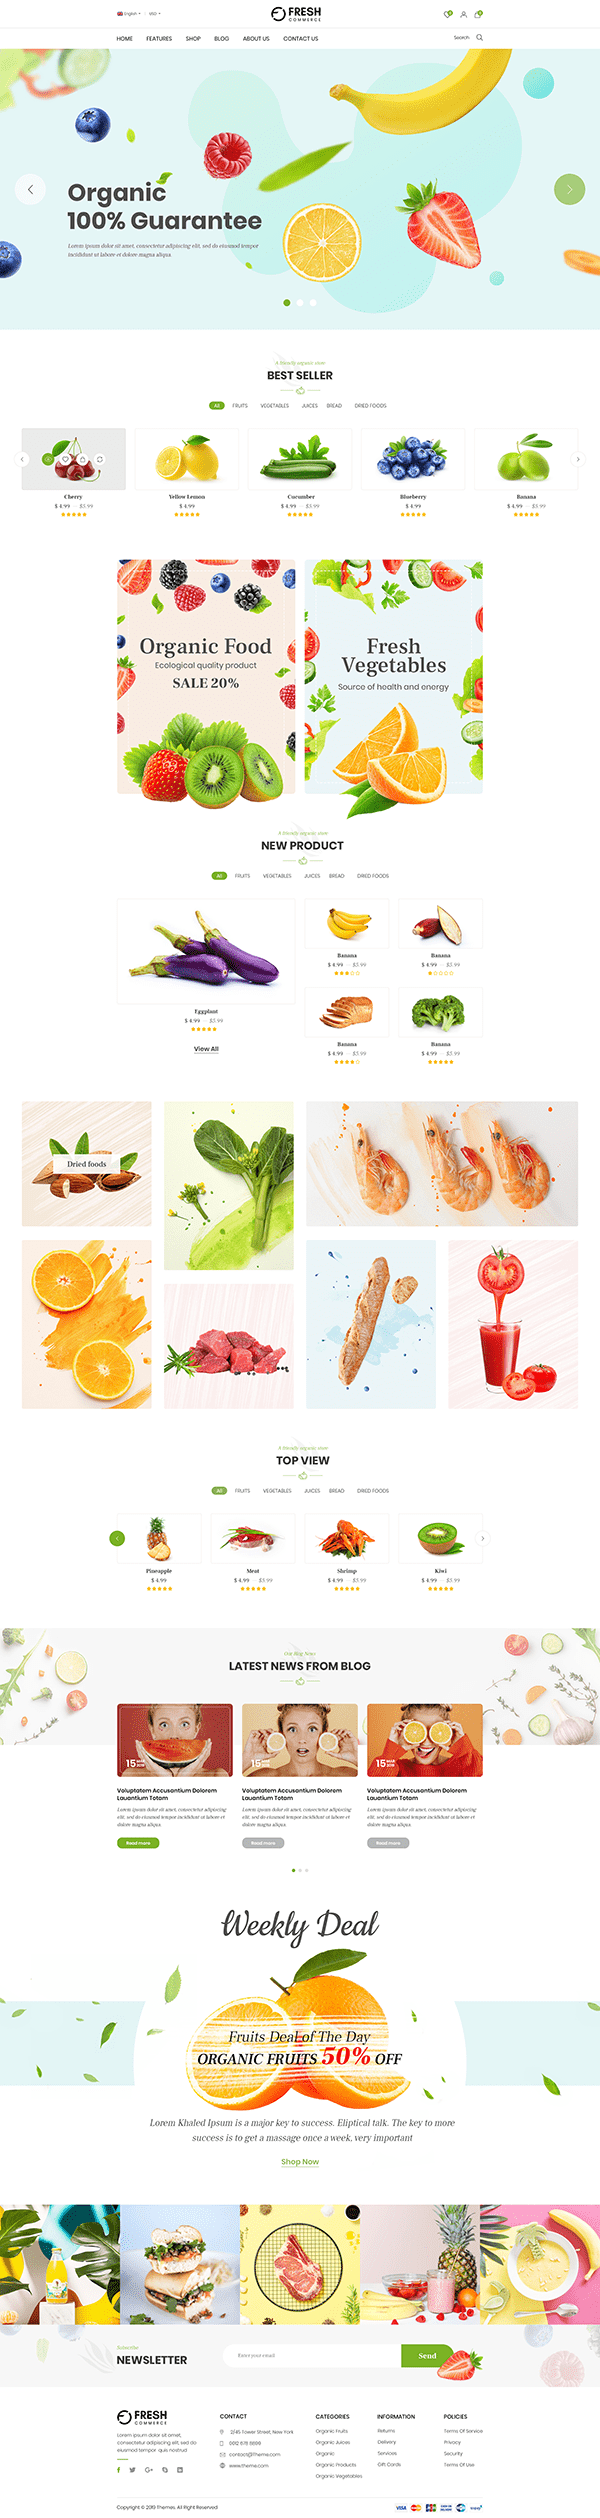 English
USD
FRESH
COMMERCE
HOME FEATURES SHOP BLOG ABOUT US CONTACT US
Search
Organic
100% Guarantee
Lorem ipsum dolor sit amet, consectetur adipiscing elit, sed do eiusmod tempor
incididunt ut labore et dolore magna aliqua.
A friendly organic store
BEST SELLER
All FRUITS VEGETABLES JUICES BREAD DRIED FOODS
Cherry Yellow Lemon Cucumber Blueberry Banana
$ 4.99 - $5.99 $ 4.99 $ 4.99 - $5.99 $ 4.99 - $5.99 $ 4.99 - $5.99
Organic Food
Ecological quality product
SALE 20%
Fresh
Vegetables
Source of health and energy
A friendly organic store
NEW PRODUCT
All FRUITS VEGETABLES JUICES BREAD DRIED FOODS
Eggplant
$ 4.99 - $5.99
View All
Banana Banana
$ 4.99 - $5.99 $ 4.99 - $5.99
Banana Banana
$ 4.99 - $5.99 $ 4.99 - $5.99
Dried foods
A friendly organic store
TOP VIEW
All FRUITS VEGETABLES JUICES BREAD DRIED FOODS
Pineapple Meat Shrimp Kiwi
$ 4.99 $ 4.99 - $5.99 $ 4.99 - $5.99 $ 4.99 - $5.99
Our Blog News
LATEST NEWS FROM BLOG
15 MAR 2019
15 MAR 2019
15 MAR 2019
Voluptatem Accusantium Dolorem
Lauantium Totam
Lorem ipsum dolor sit amet, consectetur adipiscing
elit, sed do eiusmod tempor incididunt ut labore et
dolore magna aliqua.
Read more
Voluptatem Accusantium Dolorem
Lauantium Totam
Lorem ipsum dolor sit amet, consectetur adipiscing
elit, sed do eiusmod tempor incididunt ut labore et
dolore magna aliqua.
Read more
Voluptatem Accusantium Dolorem
Lauantium Totam
Lorem ipsum dolor sit amet, consectetur adipiscing
elit, sed do eiusmod tempor incididunt ut labore et
dolore magna aliqua.
Read more
Weekly Deal
Fruits Deal of The Day
ORGANIC FRUITS 50% OFF
Lorem Khaled Ipsum is a major key to success. Eliptical talk. The key to more
success is to get a massage once a week, very important
Shop Now
Subscribe
NEWSLETTER
Enter your email
Send
FRESH
COMMERCE
Lorem ipsum dolor sit amet,
consectetur adipiscing elit, sed do
eiusmod tempor quis nostrud
CONTACT
2/45 Tower Street, New York
0612 678 8899
contact@Theme.com
www.theme.com
CATEGORIES
Organic Fruits
Organic Juices
Organic
Organic Products
Organic Vegetables
INFORMATION
Returns
Delivery
Services
Gift Cards
POLICIES
Terms Of Service
Privacy
Security
Terms Of Use
Copyright © 2019 Themes. All Right Reserved
VISA